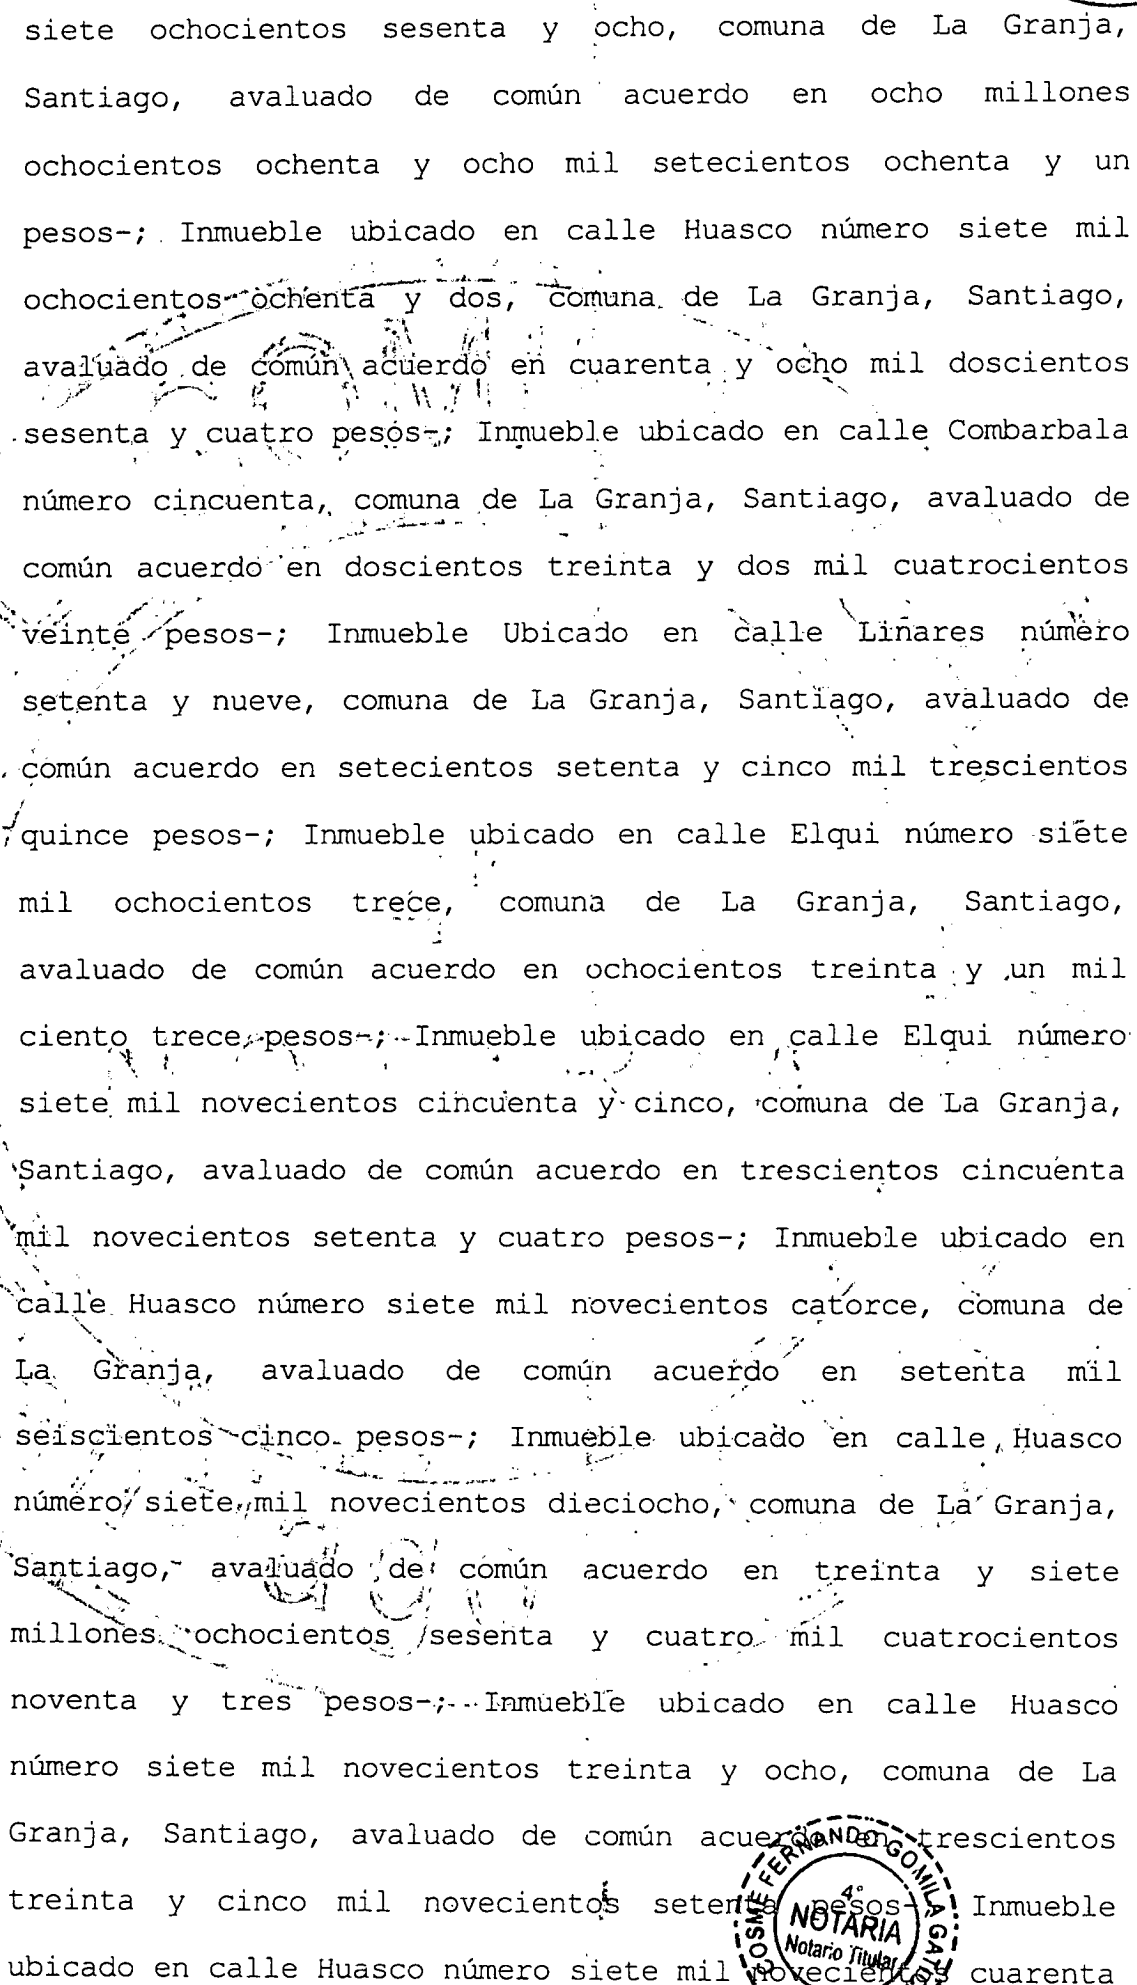 siete ochocientos sesenta y ocho, comuna de La Granja,
Santiago, avaluado de común acuerdo en ocho millones
ochocientos ochenta y ocho mil setecientos ochenta y un
pesos-; Inmueble ubicado en calle Huasco número siete mil
ochocientos ochenta y dos, comuna de La Granja, Santiago,
avaluado de común acuerdo en cuarenta y ocho mil doscientos
sesenta y cuatro pesos-; Inmueble ubicado en calle Combarbala
número cincuenta, comuna de La Granja, Santiago, avaluado de
común acuerdo en doscientos treinta y dos mil cuatrocientos
veinte pesos-; Inmueble Ubicado en calle Linares número
setenta y nueve, comuna de La Granja, Santiago, avaluado de
común acuerdo en setecientos setenta y cinco mil trescientos
quince pesos-; Inmueble ubicado en calle Elqui número siete
mil ochocientos trece, comuna de La Granja, Santiago,
avaluado de común acuerdo en ochocientos treinta y un mil
ciento trece pesos-; Inmueble ubicado en calle Elqui número
siete mil novecientos cincuenta y cinco, comuna de La Granja,
Santiago, avaluado de común acuerdo en trescientos cincuenta
mil novecientos setenta y cuatro pesos-; Inmueble ubicado en
calle Huasco número siete mil novecientos catorce, comuna de
La Granja, avaluado de común acuerdo en setenta mil
seiscientos cinco pesos-; Inmueble ubicado en calle Huasco
número siete mil novecientos dieciocho, comuna de La Granja,
Santiago, avaluado de común acuerdo en treinta y siete
millones ochocientos sesenta y cuatro mil cuatrocientos
noventa y tres pesos-; Inmueble ubicado en calle Huasco
número siete mil novecientos treinta y ocho, comuna de La
Granja, Santiago, avaluado de común acuerdo en trescientos
treinta y cinco mil novecientos setenta pesos-; Inmueble
ubicado en calle Huasco número siete mil novecientos cuarenta
COSME FERNANDO GOMILA
4°
NOTARIA
Notario Titular